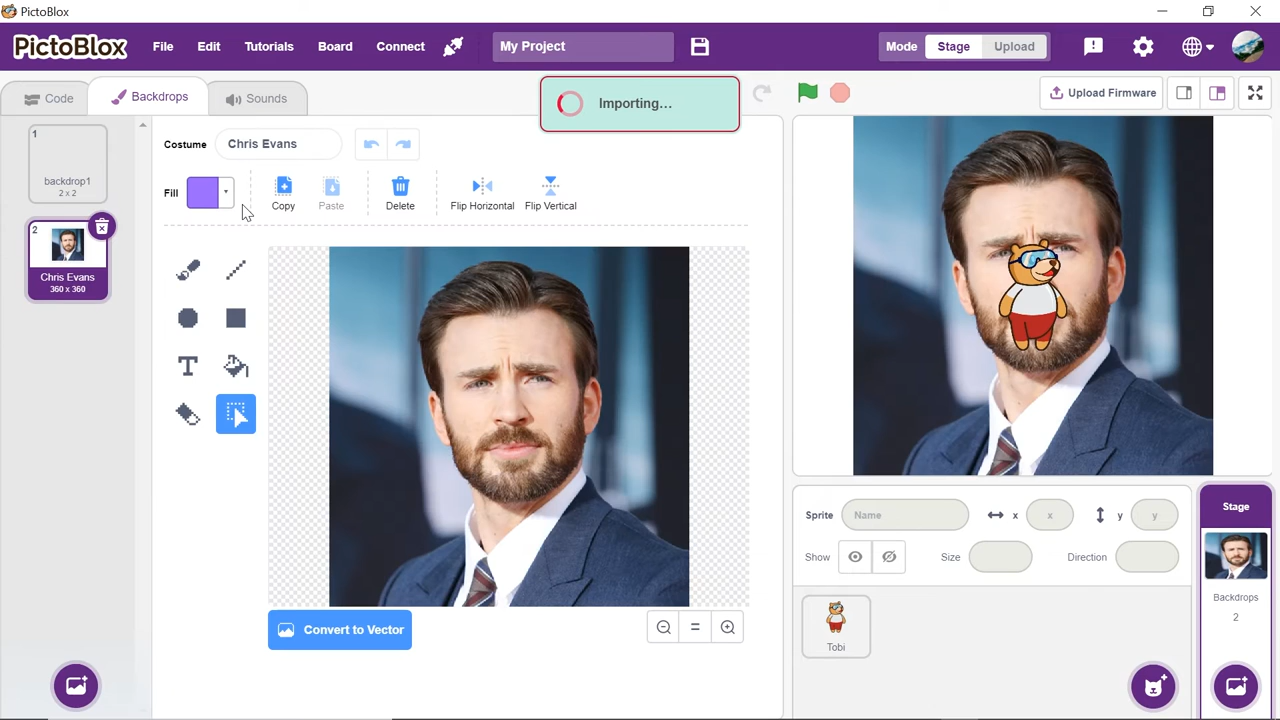 PictoBlox
PictoBlox File Edit Tutorials Board Connect My Project Mode Stage Upload
Code Backdrops Sounds Importing... Upload Firmware
1
backdrop1
2 x 2
2
Chris Evans
360 x 360
Costume Chris Evans
Fill Copy Paste Delete Flip Horizontal Flip Vertical
T
Convert to Vector
Sprite Name x x y y
Show Size Direction
Tobi
Stage
Backdrops
2